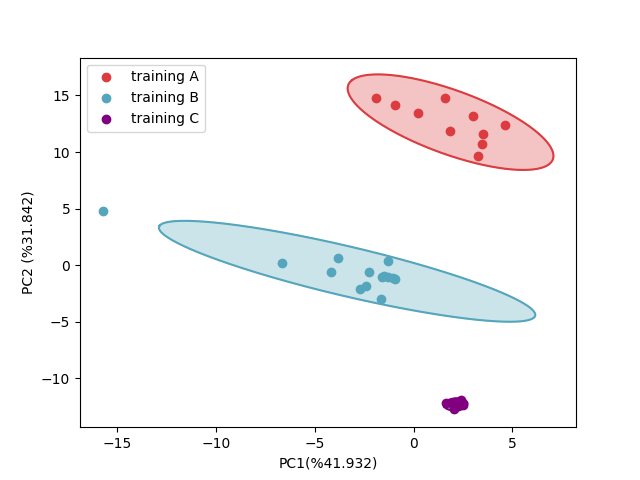 training A
training B
training C
15
10
5
0
−5
−10
PC2 (%31.842)
−15
−10
−5
0
5
PC1(%41.932)